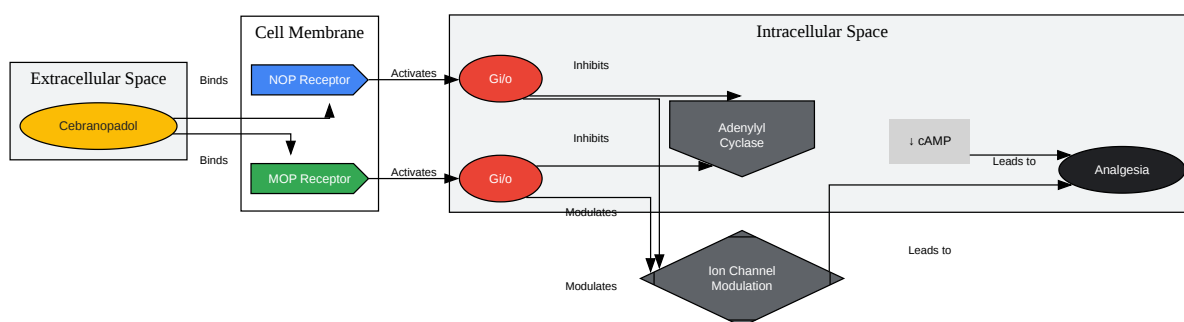 Extracellular Space
Cebranopadol
Binds
Binds
Cell Membrane
NOP Receptor
MOP Receptor
Activates
Activates
Intracellular Space
Gi/o
Gi/o
Inhibits
Inhibits
Modulates
Modulates
Adenylyl
Cyclase
Ion Channel
Modulation
↓ cAMP
Leads to
Leads to
Analgesia